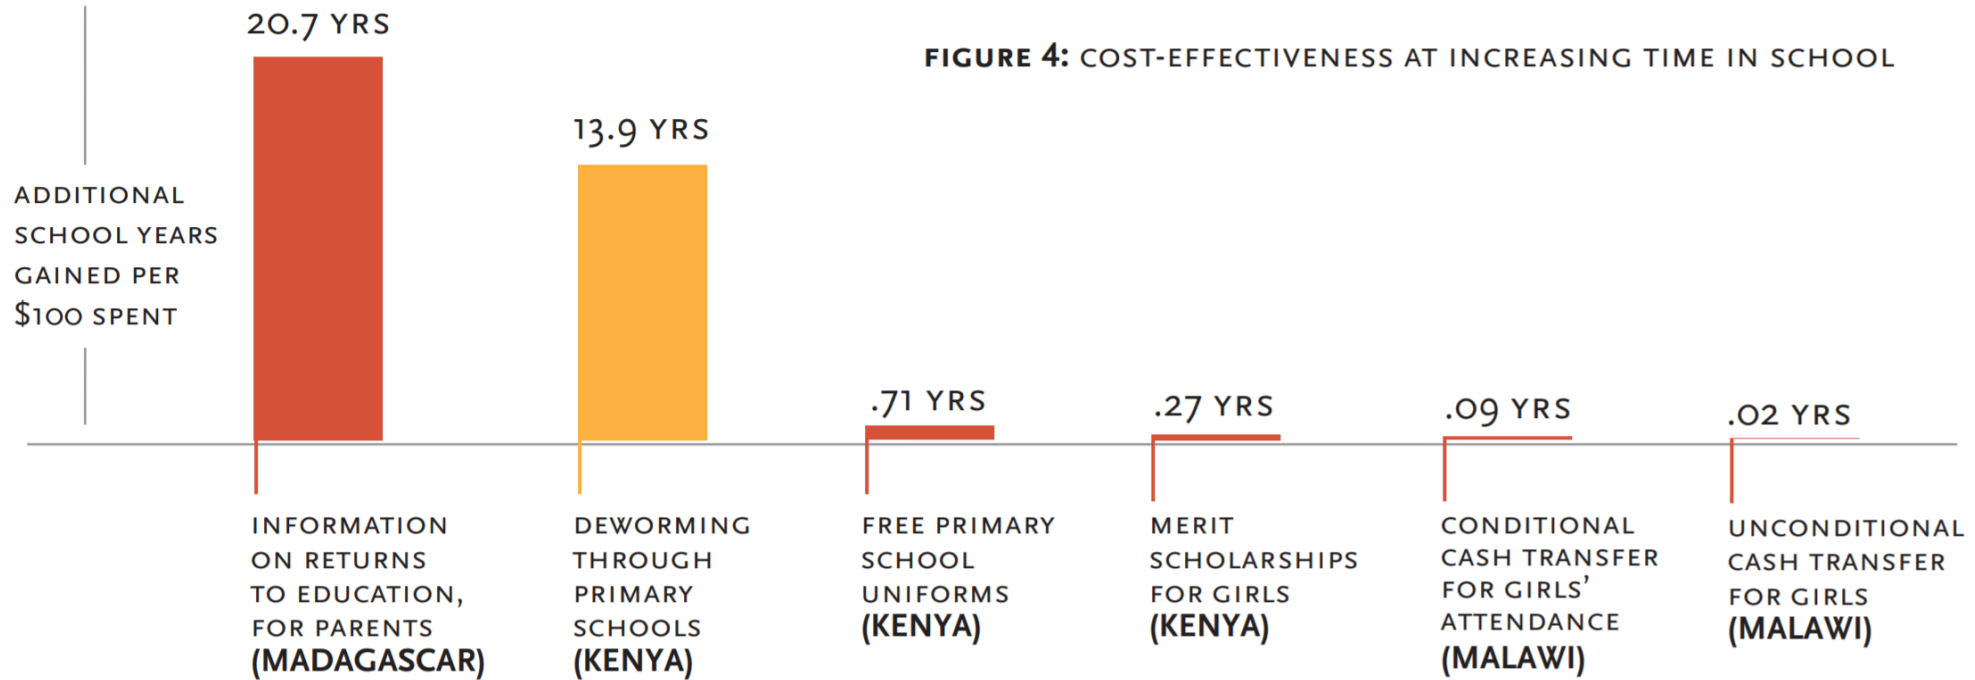 FIGURE 4: COST-EFFECTIVENESS AT INCREASING TIME IN SCHOOL
ADDITIONAL
SCHOOL YEARS
GAINED PER
$100 SPENT
20.7 YRS
13.9 YRS
.71 YRS
.27 YRS
.09 YRS
.02 YRS
INFORMATION
ON RETURNS
TO EDUCATION,
FOR PARENTS
(MADAGASCAR)
DEWORMING
THROUGH
PRIMARY
SCHOOLS
(KENYA)
FREE PRIMARY
SCHOOL
UNIFORMS
(KENYA)
MERIT
SCHOLARSHIPS
FOR GIRLS
(KENYA)
CONDITIONAL
CASH TRANSFER
FOR GIRLS’
ATTENDANCE
(MALAWI)
UNCONDITIONAL
CASH TRANSFER
FOR GIRLS
(MALAWI)